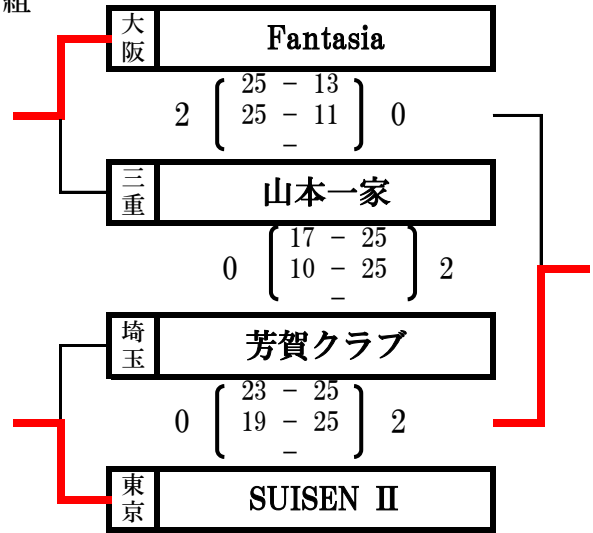 組
大阪 Fantasia
2 25 - 13 0
25 - 11
-
三重 山本一家
17 - 25
0 10 - 25 2
-
埼玉 芳賀クラブ
23 - 25
0 19 - 25 2
-
東京 SUISEN Ⅱ